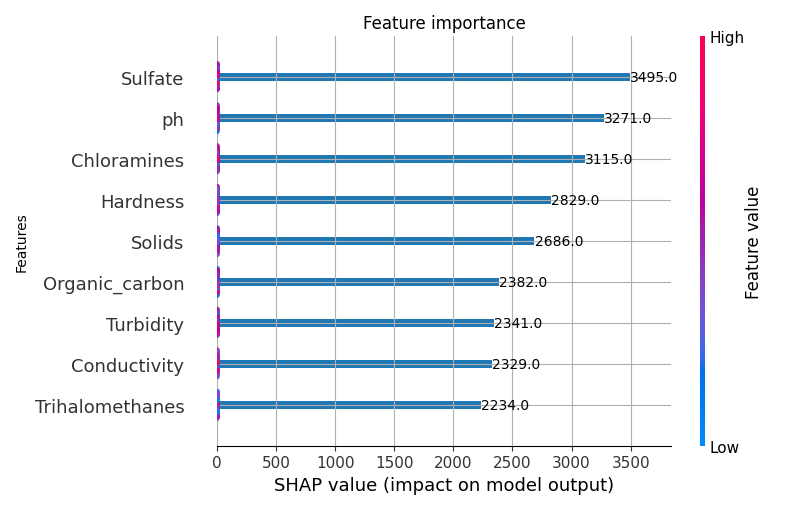 Feature importance
High
Sulfate
3495.0
ph
3271.0
Chloramines
3115.0
Hardness
2829.0
Solids
2686.0
Organic_carbon
2382.0
Turbidity
2341.0
Conductivity
2329.0
Trihalomethanes
2234.0
Features
Feature value
Low
0 500 1000 1500 2000 2500 3000 3500
SHAP value (impact on model output)